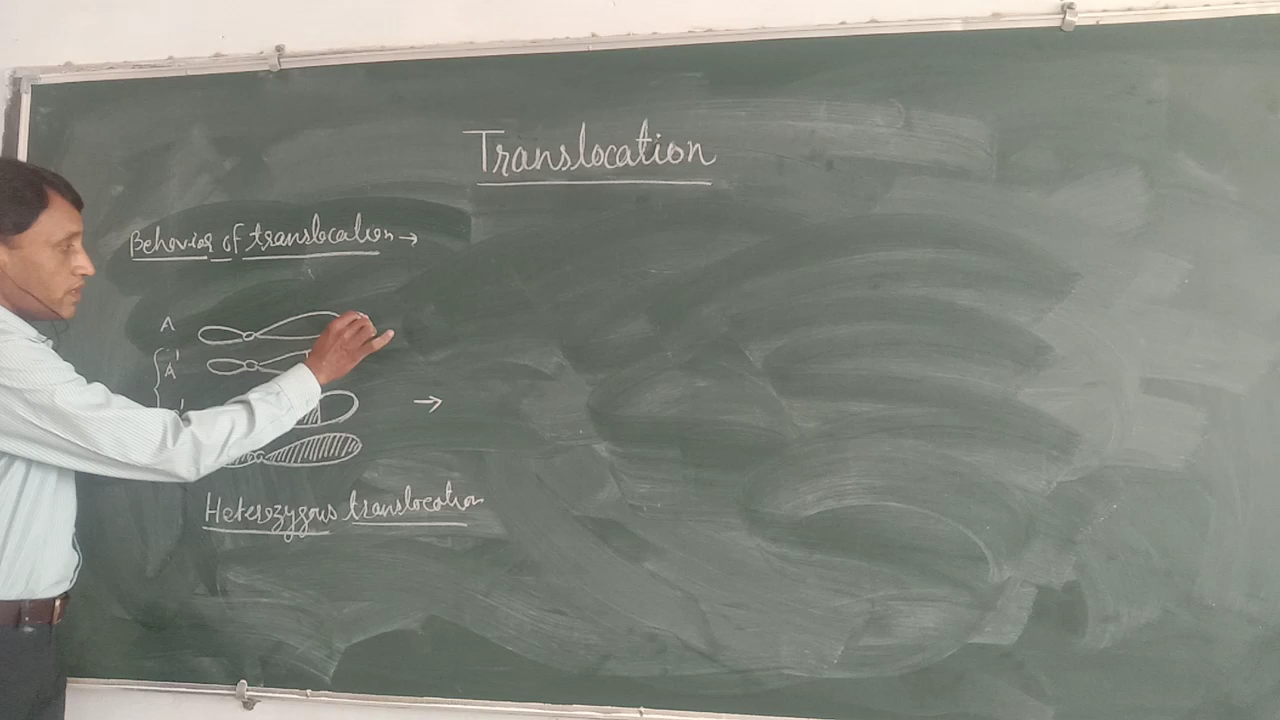 Translocation
Behavior of translocation →
A
A'
→
Heterozygous translocation